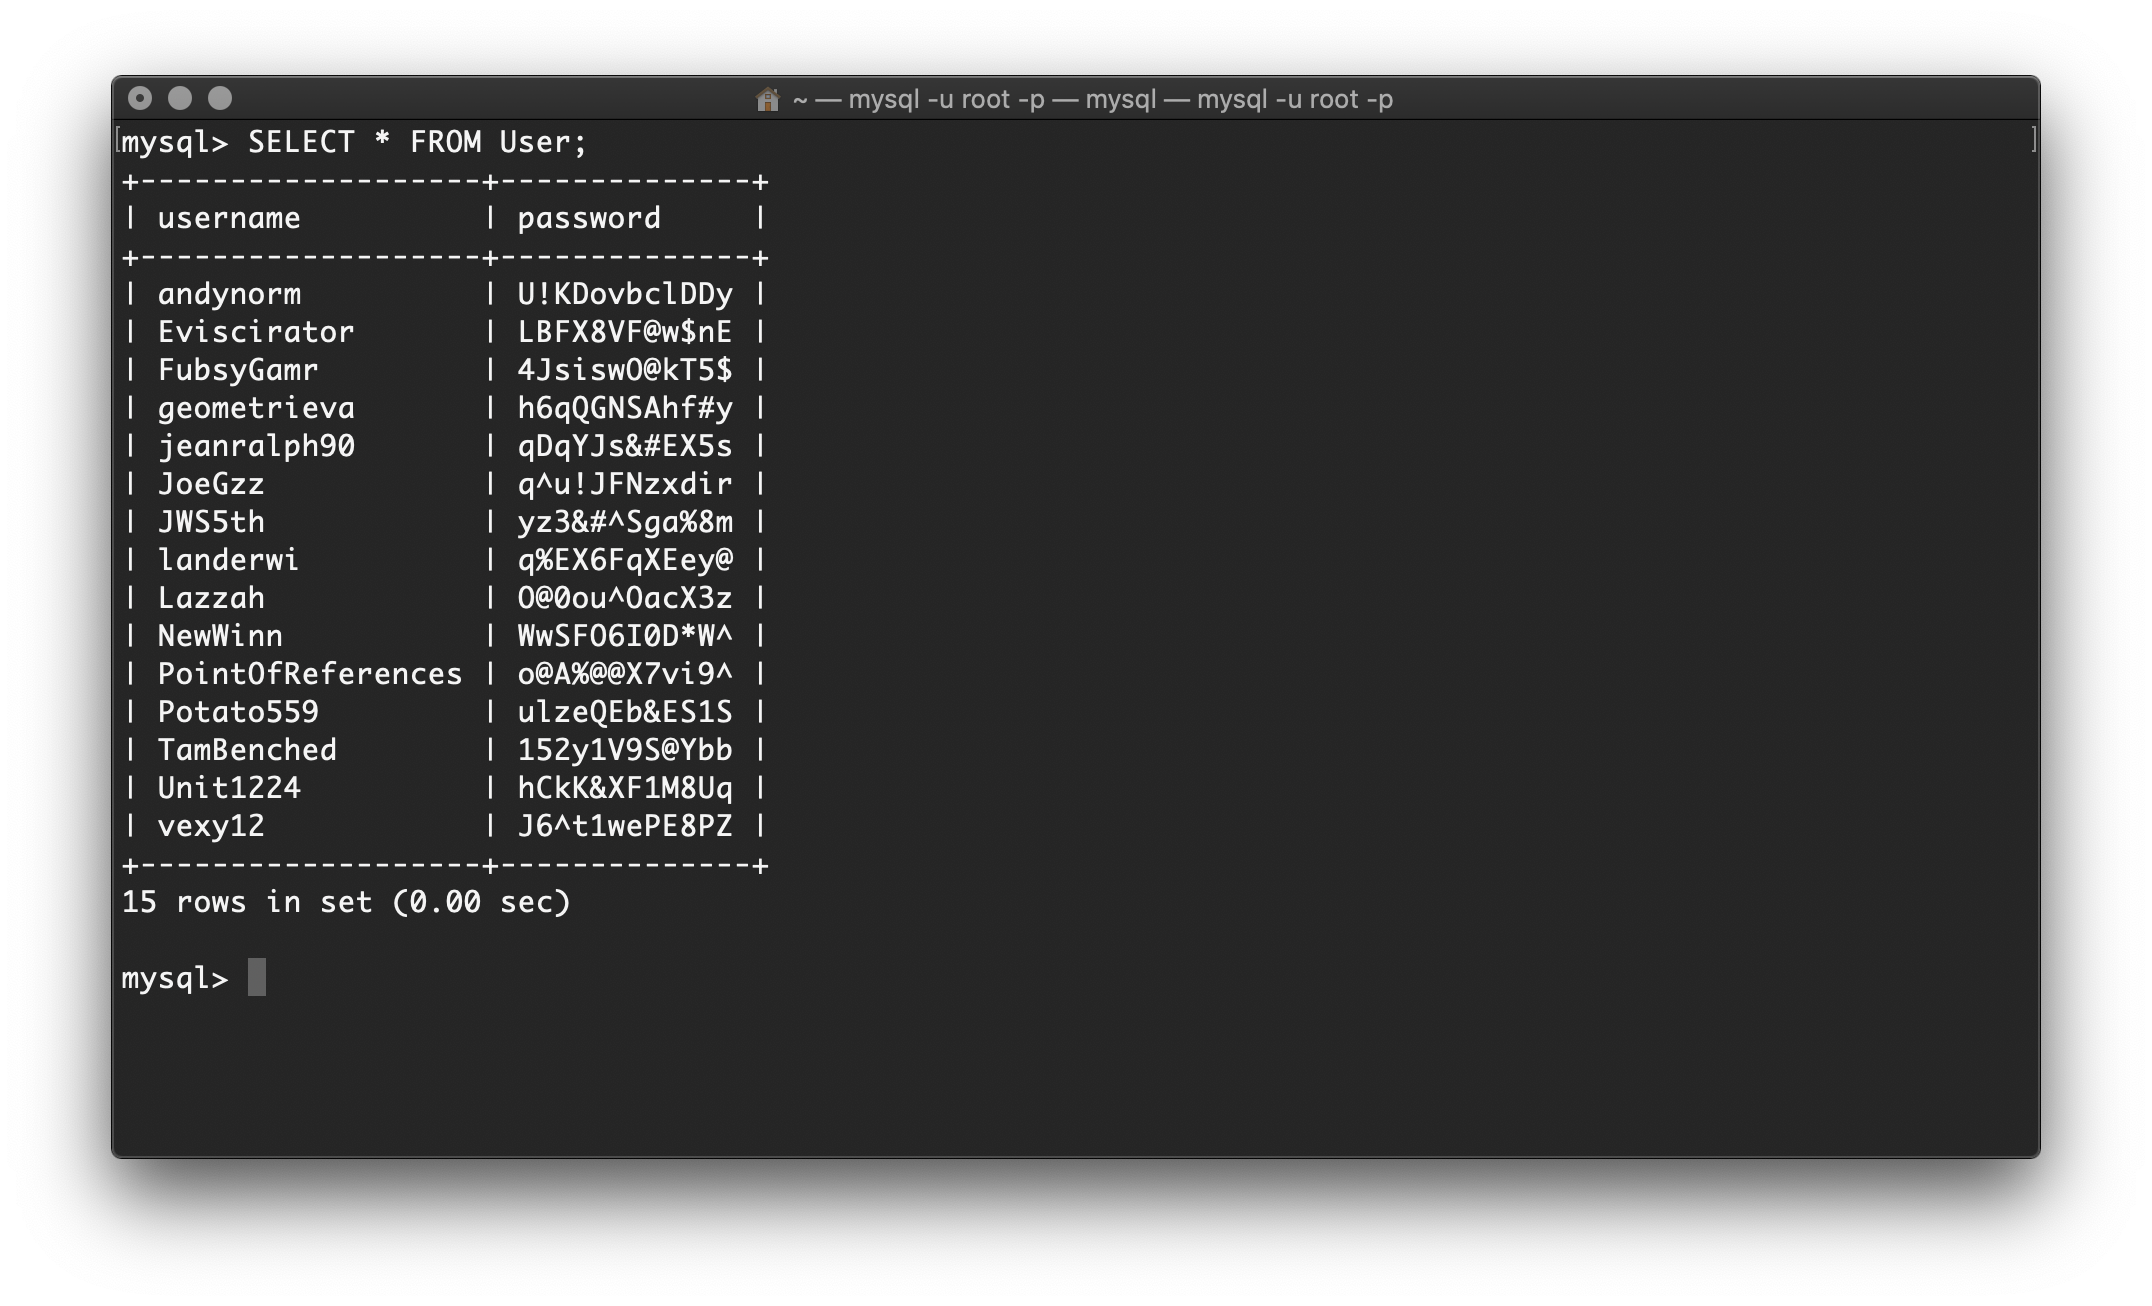 ~ — mysql -u root -p — mysql — mysql -u root -p
mysql> SELECT * FROM User;
+-------------------+--------------+
| username          | password     |
+-------------------+--------------+
| andynorm          | U!KDovbclDDy |
| Eviscirator       | LBFX8VF@w$nE |
| FubsyGamr         | 4JsiswO@kT5$ |
| geometrieva       | h6qQGNSAhf#y |
| jeanralph90       | qDqYJs&#EX5s |
| JoeGzz            | q^u!JFNzxdir |
| JWS5th            | yz3&#^Sga%8m |
| landerwi          | q%EX6FqXEey@ |
| Lazzah            | O@0ou^OacX3z |
| NewWinn           | WwSFO6I0D*W^ |
| PointOfReferences | o@A%@@X7vi9^ |
| Potato559         | ulzeQEb&ES1S |
| TamBenched        | 152y1V9S@Ybb |
| Unit1224          | hCkK&XF1M8Uq |
| vexy12            | J6^t1wePE8PZ |
+-------------------+--------------+
15 rows in set (0.00 sec)
mysql>